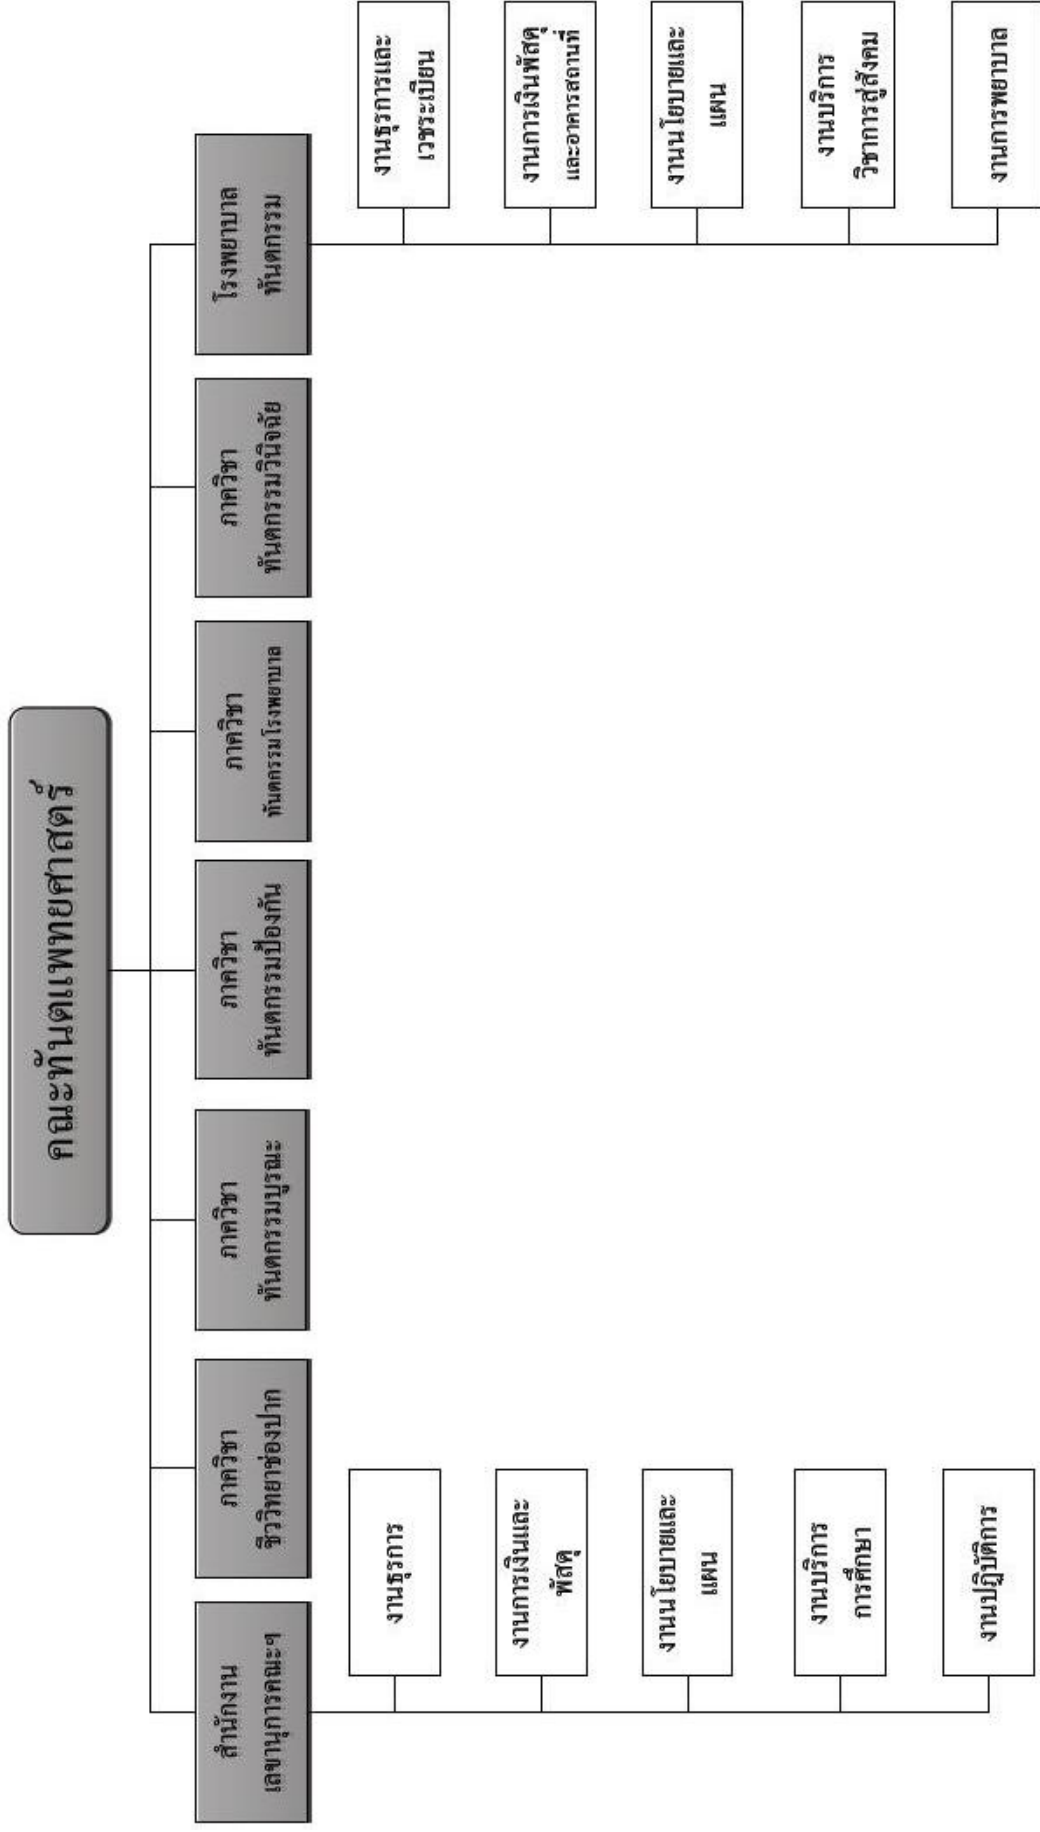 คณะทันตแพทยศาสตร์
สำนักงาน
เลขานุการคณะฯ
ภาควิชา
ชีววิทยาช่องปาก
ภาควิชา
ทันตกรรมบูรณะ
ภาควิชา
ทันตกรรมป้องกัน
ภาควิชา
ทันตกรรมโรงพยาบาล
ภาควิชา
ทันตกรรมวินิจฉัย
โรงพยาบาล
ทันตกรรม
งานธุรการ
งานการเงินและ
พัสดุ
งานนโยบายและ
แผน
งานบริการ
การศึกษา
งานปฏิบัติการ
งานธุรการและ
เวชระเบียน
งานการเงินพัสดุ
และอาคารสถานที่
งานนโยบายและ
แผน
งานบริการ
วิชาการสู่สังคม
งานการพยาบาล